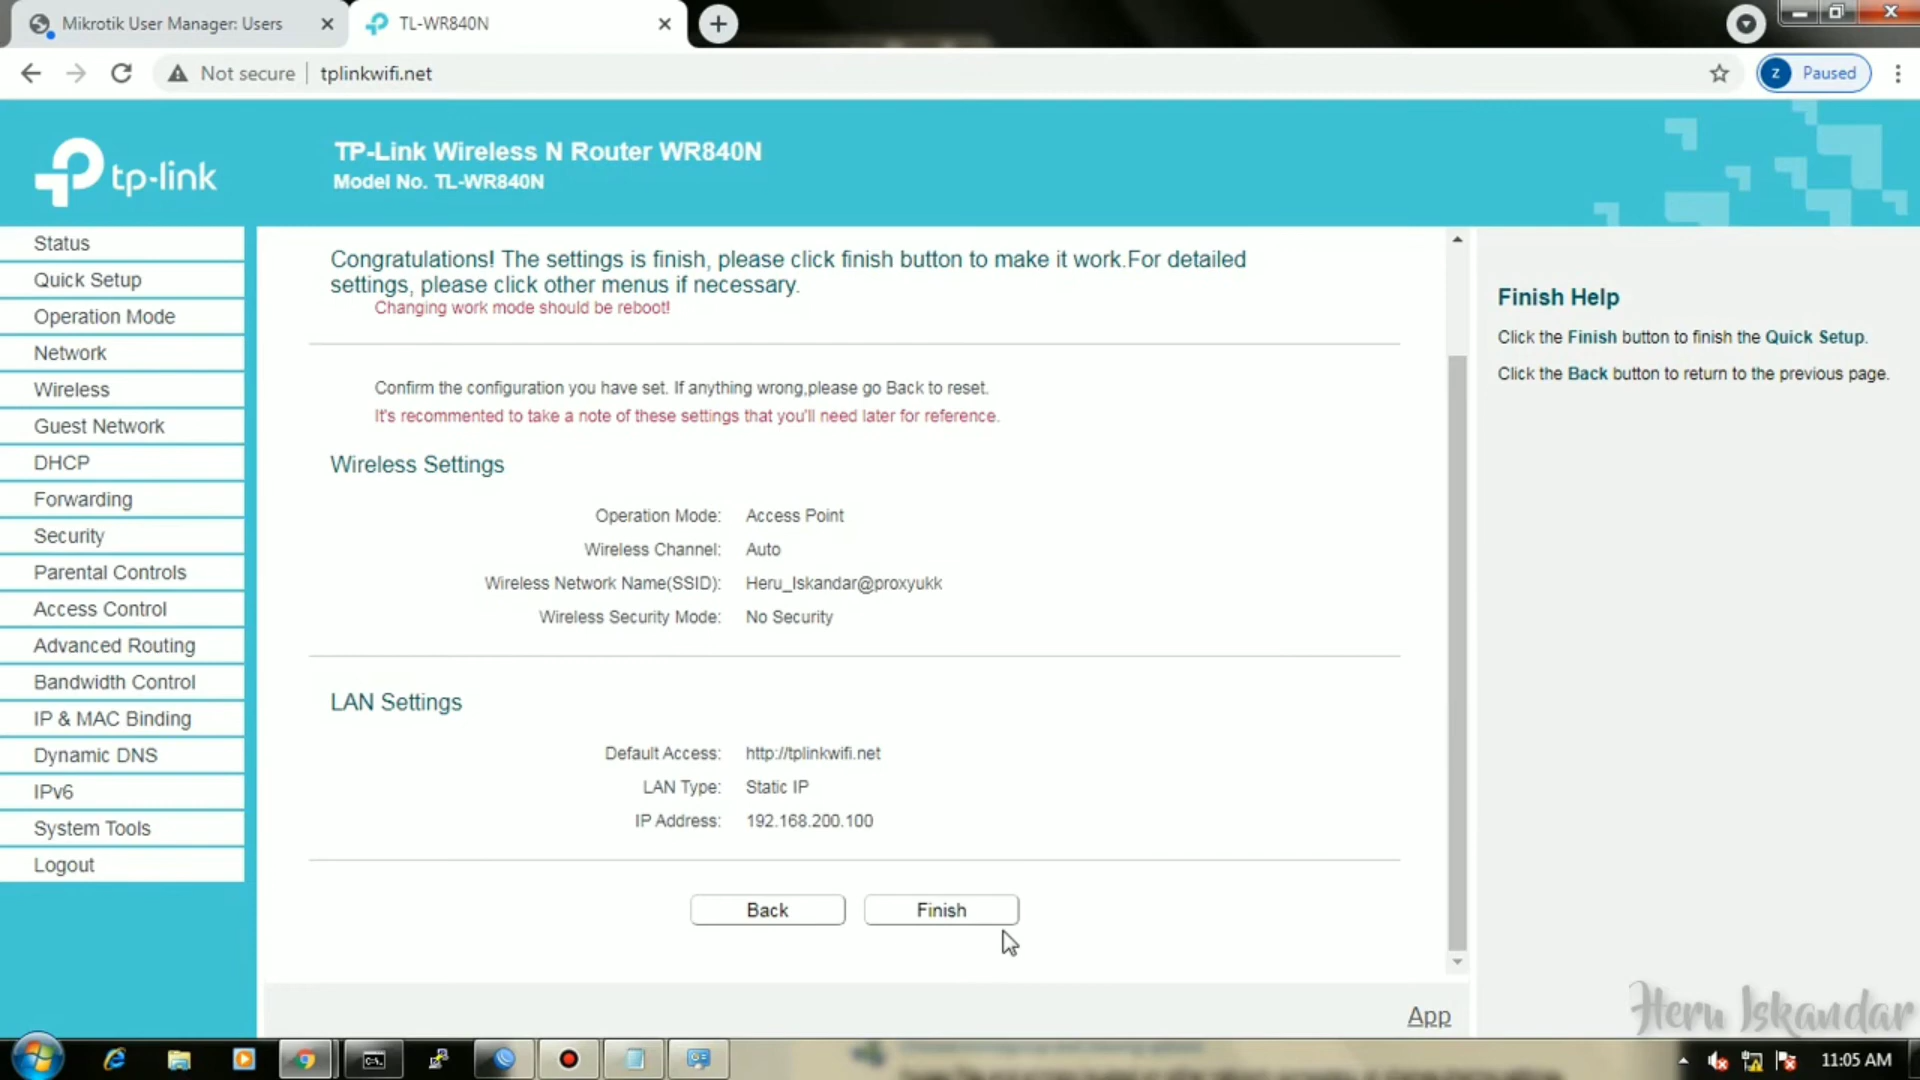 Mikrotik User Manager: Users
TL-WR840N
Not secure
tplinkwifi.net
z
Paused
tp-link
TP-Link Wireless N Router WR840N
Model No. TL-WR840N
Status
Quick Setup
Operation Mode
Network
Wireless
Guest Network
DHCP
Forwarding
Security
Parental Controls
Access Control
Advanced Routing
Bandwidth Control
IP & MAC Binding
Dynamic DNS
IPv6
System Tools
Logout
Congratulations! The settings is finish, please click finish button to make it work.For detailed
settings, please click other menus if necessary.
Changing work mode should be reboot!
Confirm the configuration you have set. If anything wrong,please go Back to reset.
It's recommented to take a note of these settings that you'll need later for reference.
Wireless Settings
Operation Mode: Access Point
Wireless Channel: Auto
Wireless Network Name(SSID): Heru_Iskandar@proxyukk
Wireless Security Mode: No Security
LAN Settings
Default Access: http://tplinkwifi.net
LAN Type: Static IP
IP Address: 192.168.200.100
Back
Finish
App
Finish Help
Click the Finish button to finish the Quick Setup.
Click the Back button to return to the previous page.
Heru Iskandar
11:05 AM